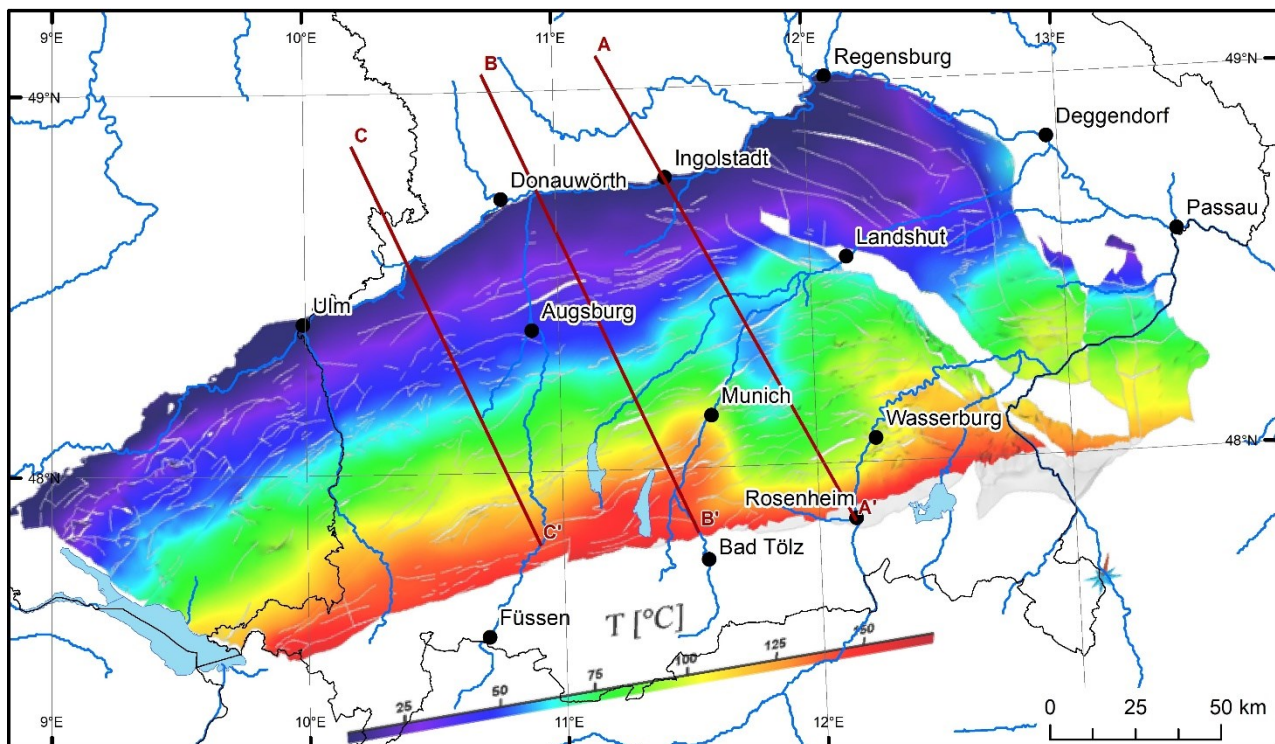 9°E
10°E
11°E
12°E
13°E
A
B
Regensburg
49°N
49°N
Deggendorf
C
Ingolstadt
Donauwörth
Passau
Landshut
Ulm
Augsburg
Munich
Wasserburg
48°N
48°N
Rosenheim
A'
B'
C'
Bad Tölz
Füssen
T [°C]
25
50
75
100
125
150
9°E
10°E
11°E
12°E
0 25 50 km